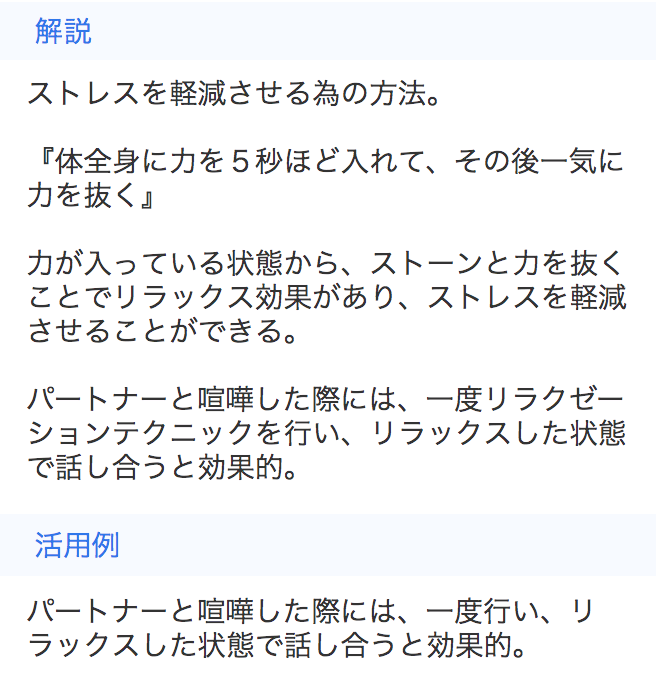 解説
ストレスを軽減させる為の方法。
『体全身に力を５秒ほど入れて、その後一気に
力を抜く』
力が入っている状態から、ストーンと力を抜く
ことでリラックス効果があり、ストレスを軽減
させることができる。
パートナーと喧嘩した際には、一度リラクゼー
ションテクニックを行い、リラックスした状態
で話し合うと効果的。
活用例
パートナーと喧嘩した際には、一度行い、リ
ラックスした状態で話し合うと効果的。